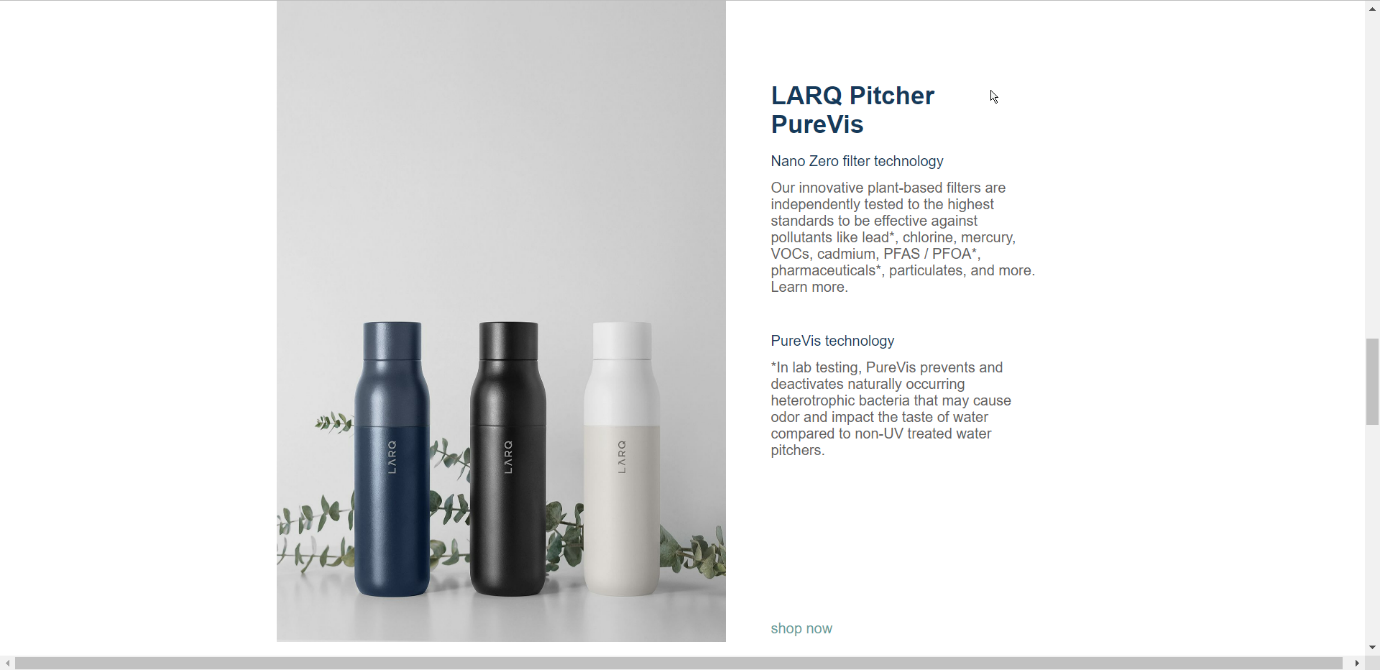 LARQ Pitcher
PureVis
Nano Zero filter technology
Our innovative plant-based filters are
independently tested to the highest
standards to be effective against
pollutants like lead*, chlorine, mercury,
VOCs, cadmium, PFAS / PFOA*,
pharmaceuticals*, particulates, and more.
Learn more.
PureVis technology
*In lab testing, PureVis prevents and
deactivates naturally occurring
heterotrophic bacteria that may cause
odor and impact the taste of water
compared to non-UV treated water
pitchers.
shop now
LARQ
LARQ
LARQ